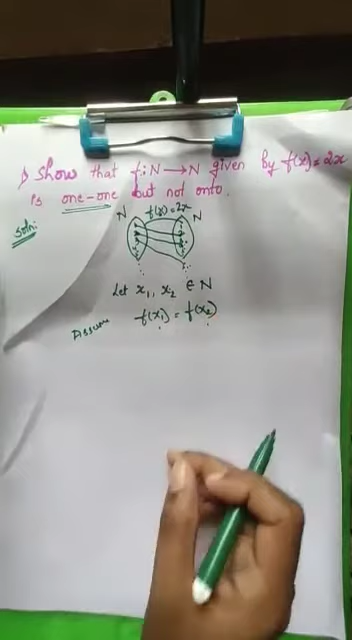 1) Show that f: N → N given by f(x) = 2x
is one-one but not onto.
Soln:
N f(x) = 2x N
Let x₁, x₂ ∈ N
Assume f(x₁) = f(x₂)